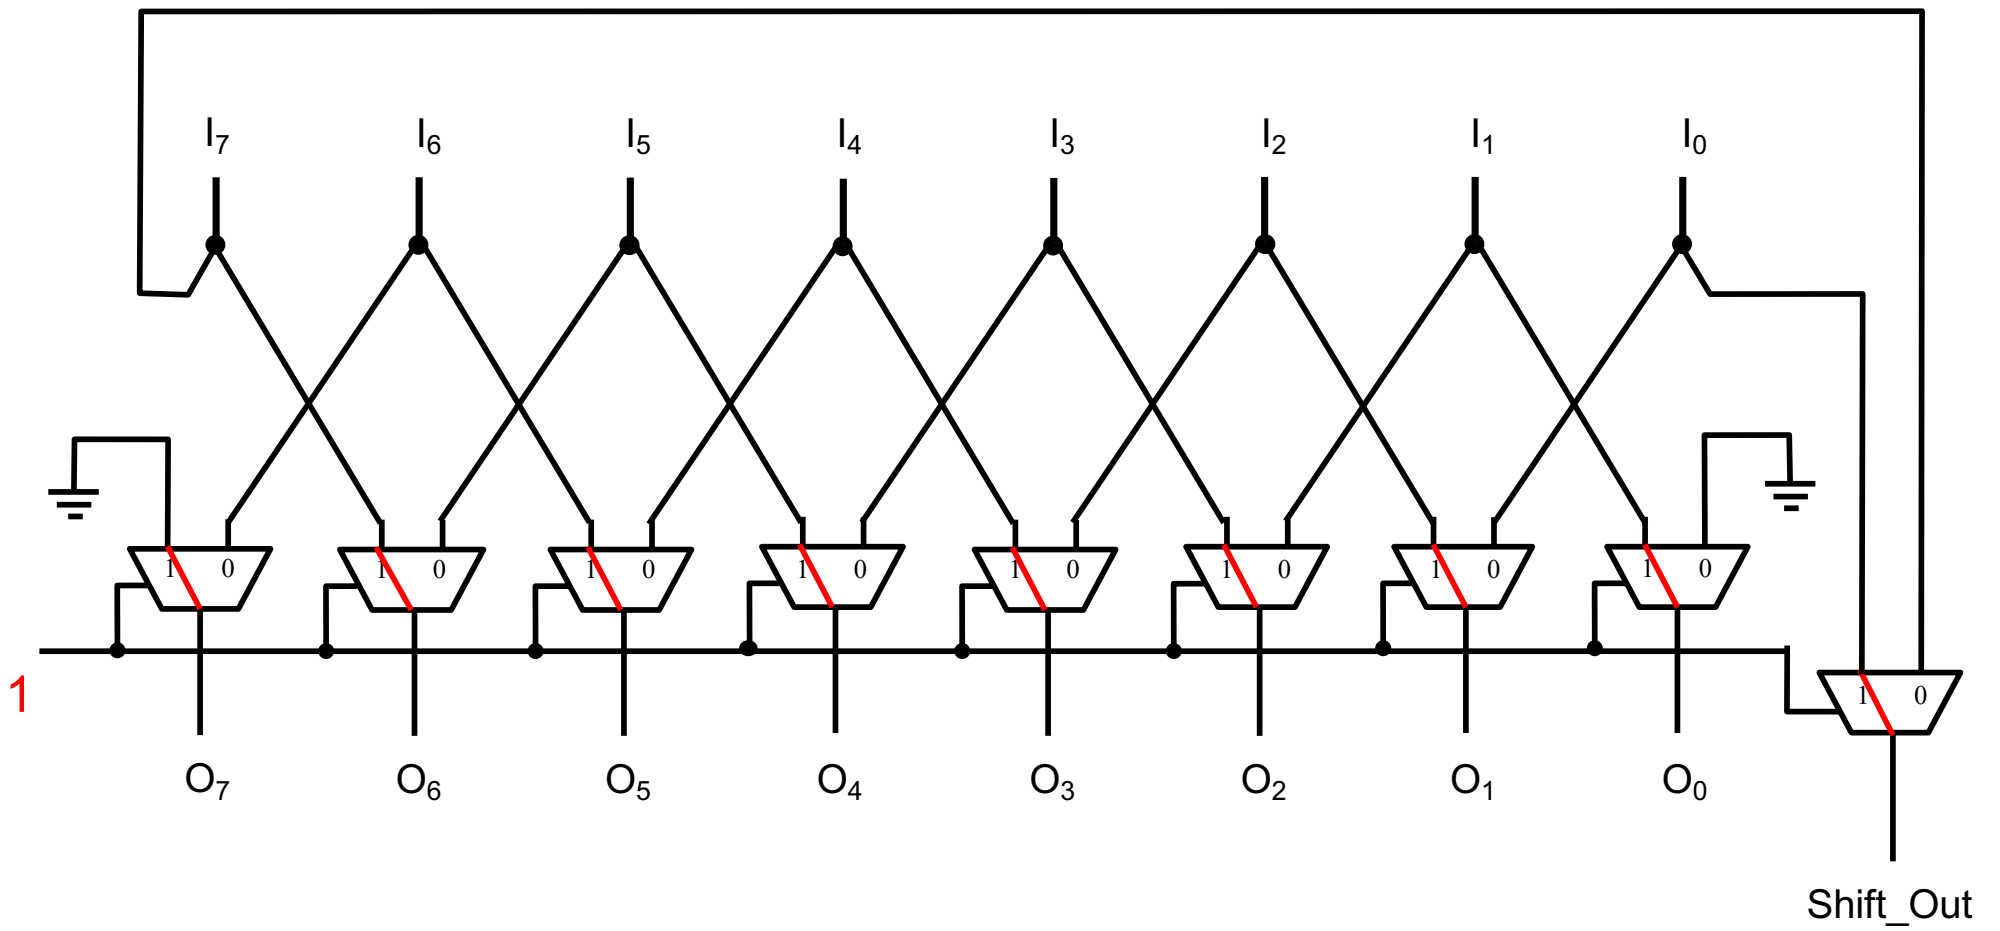 I7 I6 I5 I4 I3 I2 I1 I0
1 0 1 0 1 0 1 0 1 0 1 0 1 0 1 0
1 1 0
O7 O6 O5 O4 O3 O2 O1 O0
Shift_Out